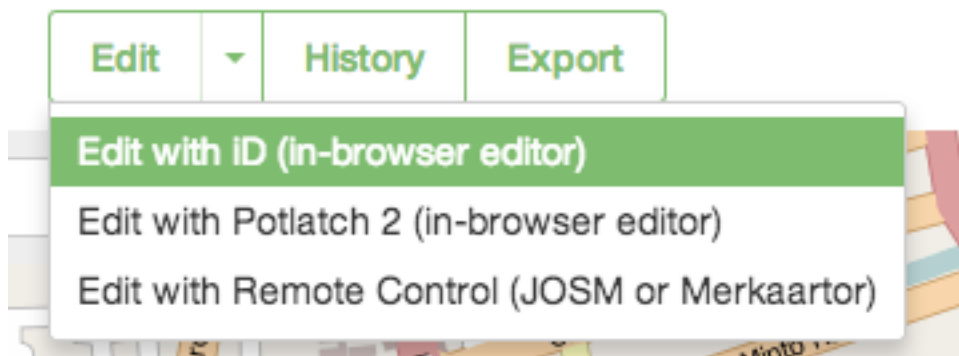 Edit History Export
Edit with iD (in-browser editor)
Edit with Potlatch 2 (in-browser editor)
Edit with Remote Control (JOSM or Merkaartor)
Minto